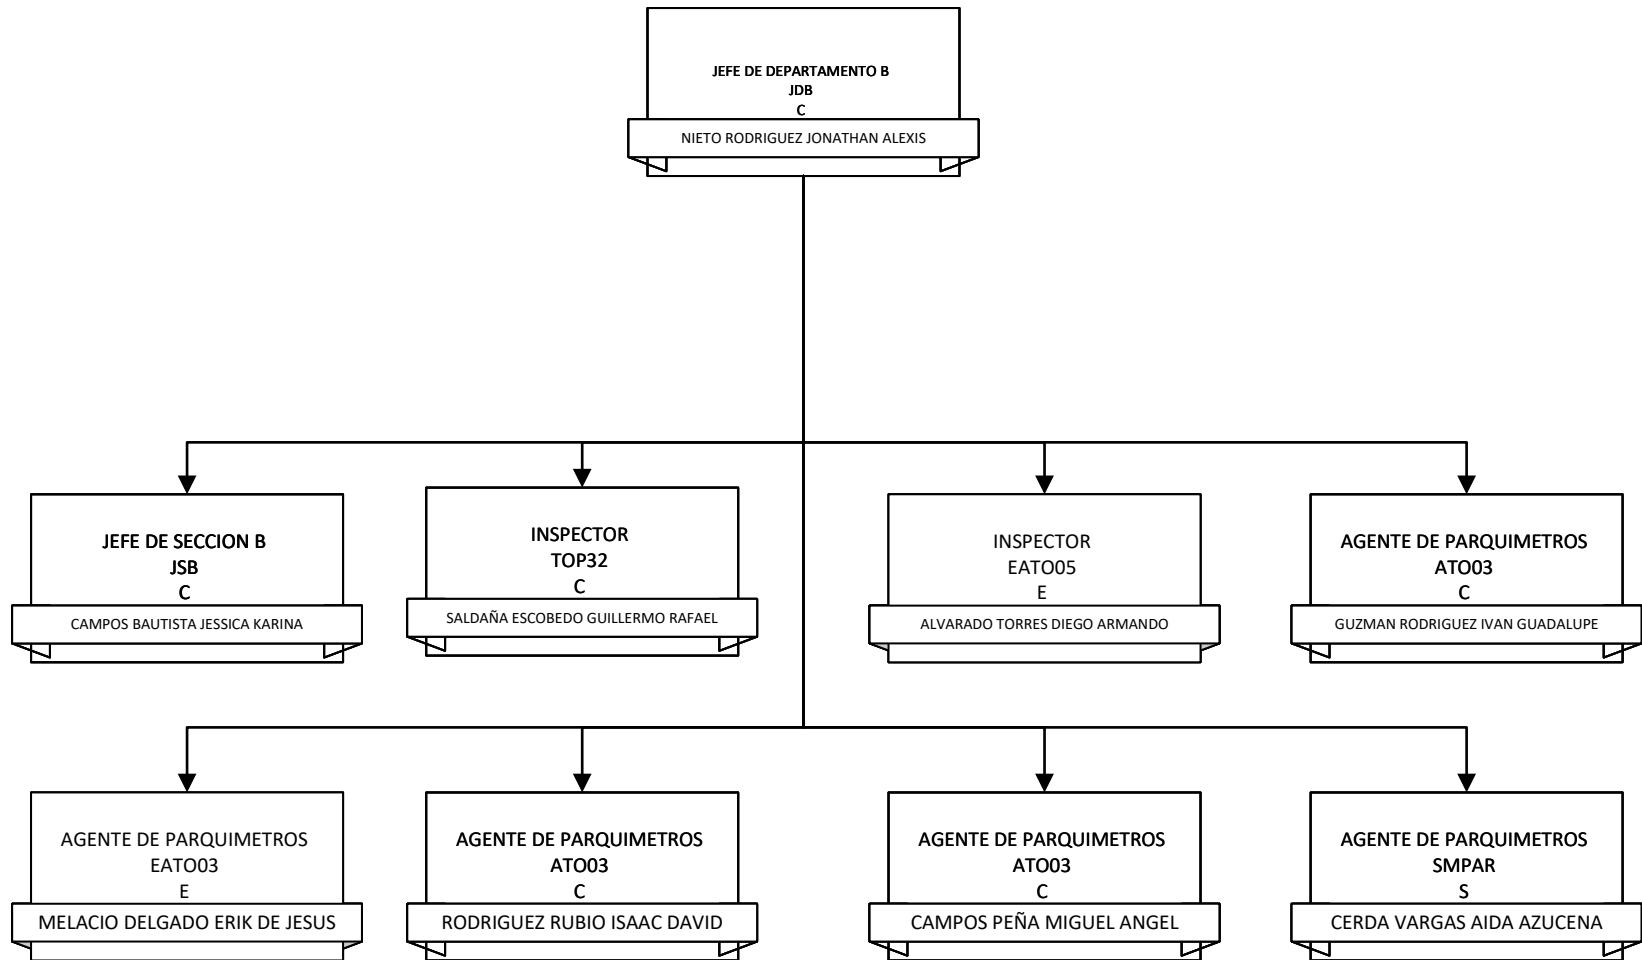 JEFE DE DEPARTAMENTO B
JDB
C
NIETO RODRIGUEZ JONATHAN ALEXIS
JEFE DE SECCION B
JSB
C
CAMPOS BAUTISTA JESSICA KARINA
INSPECTOR
TOP32
C
SALDAÑA ESCOBEDO GUILLERMO RAFAEL
INSPECTOR
EATO05
E
ALVARADO TORRES DIEGO ARMANDO
AGENTE DE PARQUIMETROS
ATO03
C
GUZMAN RODRIGUEZ IVAN GUADALUPE
AGENTE DE PARQUIMETROS
EATO03
E
MELACIO DELGADO ERIK DE JESUS
AGENTE DE PARQUIMETROS
ATO03
C
RODRIGUEZ RUBIO ISAAC DAVID
AGENTE DE PARQUIMETROS
ATO03
C
CAMPOS PEÑA MIGUEL ANGEL
AGENTE DE PARQUIMETROS
SMPAR
S
CERDA VARGAS AIDA AZUCENA